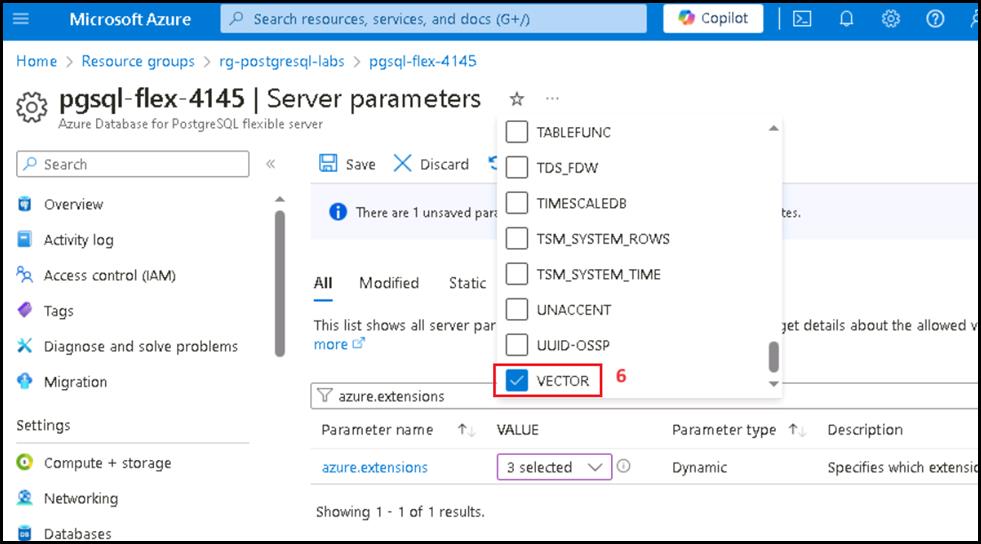 Microsoft Azure
Search resources, services, and docs (G+/)
Copilot
Home > Resource groups > rg-postgresql-labs > pgsql-flex-4145
pgsql-flex-4145 | Server parameters
Azure Database for PostgreSQL flexible server
Search
Overview
Activity log
Access control (IAM)
Tags
Diagnose and solve problems
Migration
Settings
Compute + storage
Networking
Databases
Save Discard
There are 1 unsaved para
tes.
All Modified Static
This list shows all server par
get details about the allowed v
more
TABLEFUNC
TDS_FDW
TIMESCALEDB
TSM_SYSTEM_ROWS
TSM_SYSTEM_TIME
UNACCENT
UUID-OSSP
VECTOR 6
azure.extensions
Parameter name VALUE Parameter type Description
azure.extensions 3 selected Dynamic Specifies which extensio
Showing 1 - 1 of 1 results.